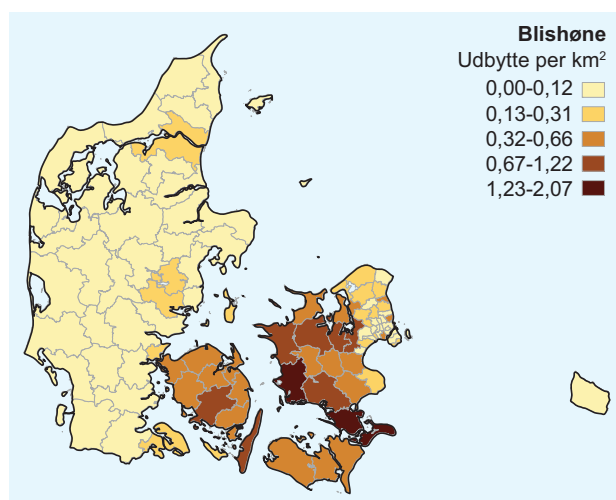 Blishøne
Udbytte per km²
0,00-0,12
0,13-0,31
0,32-0,66
0,67-1,22
1,23-2,07